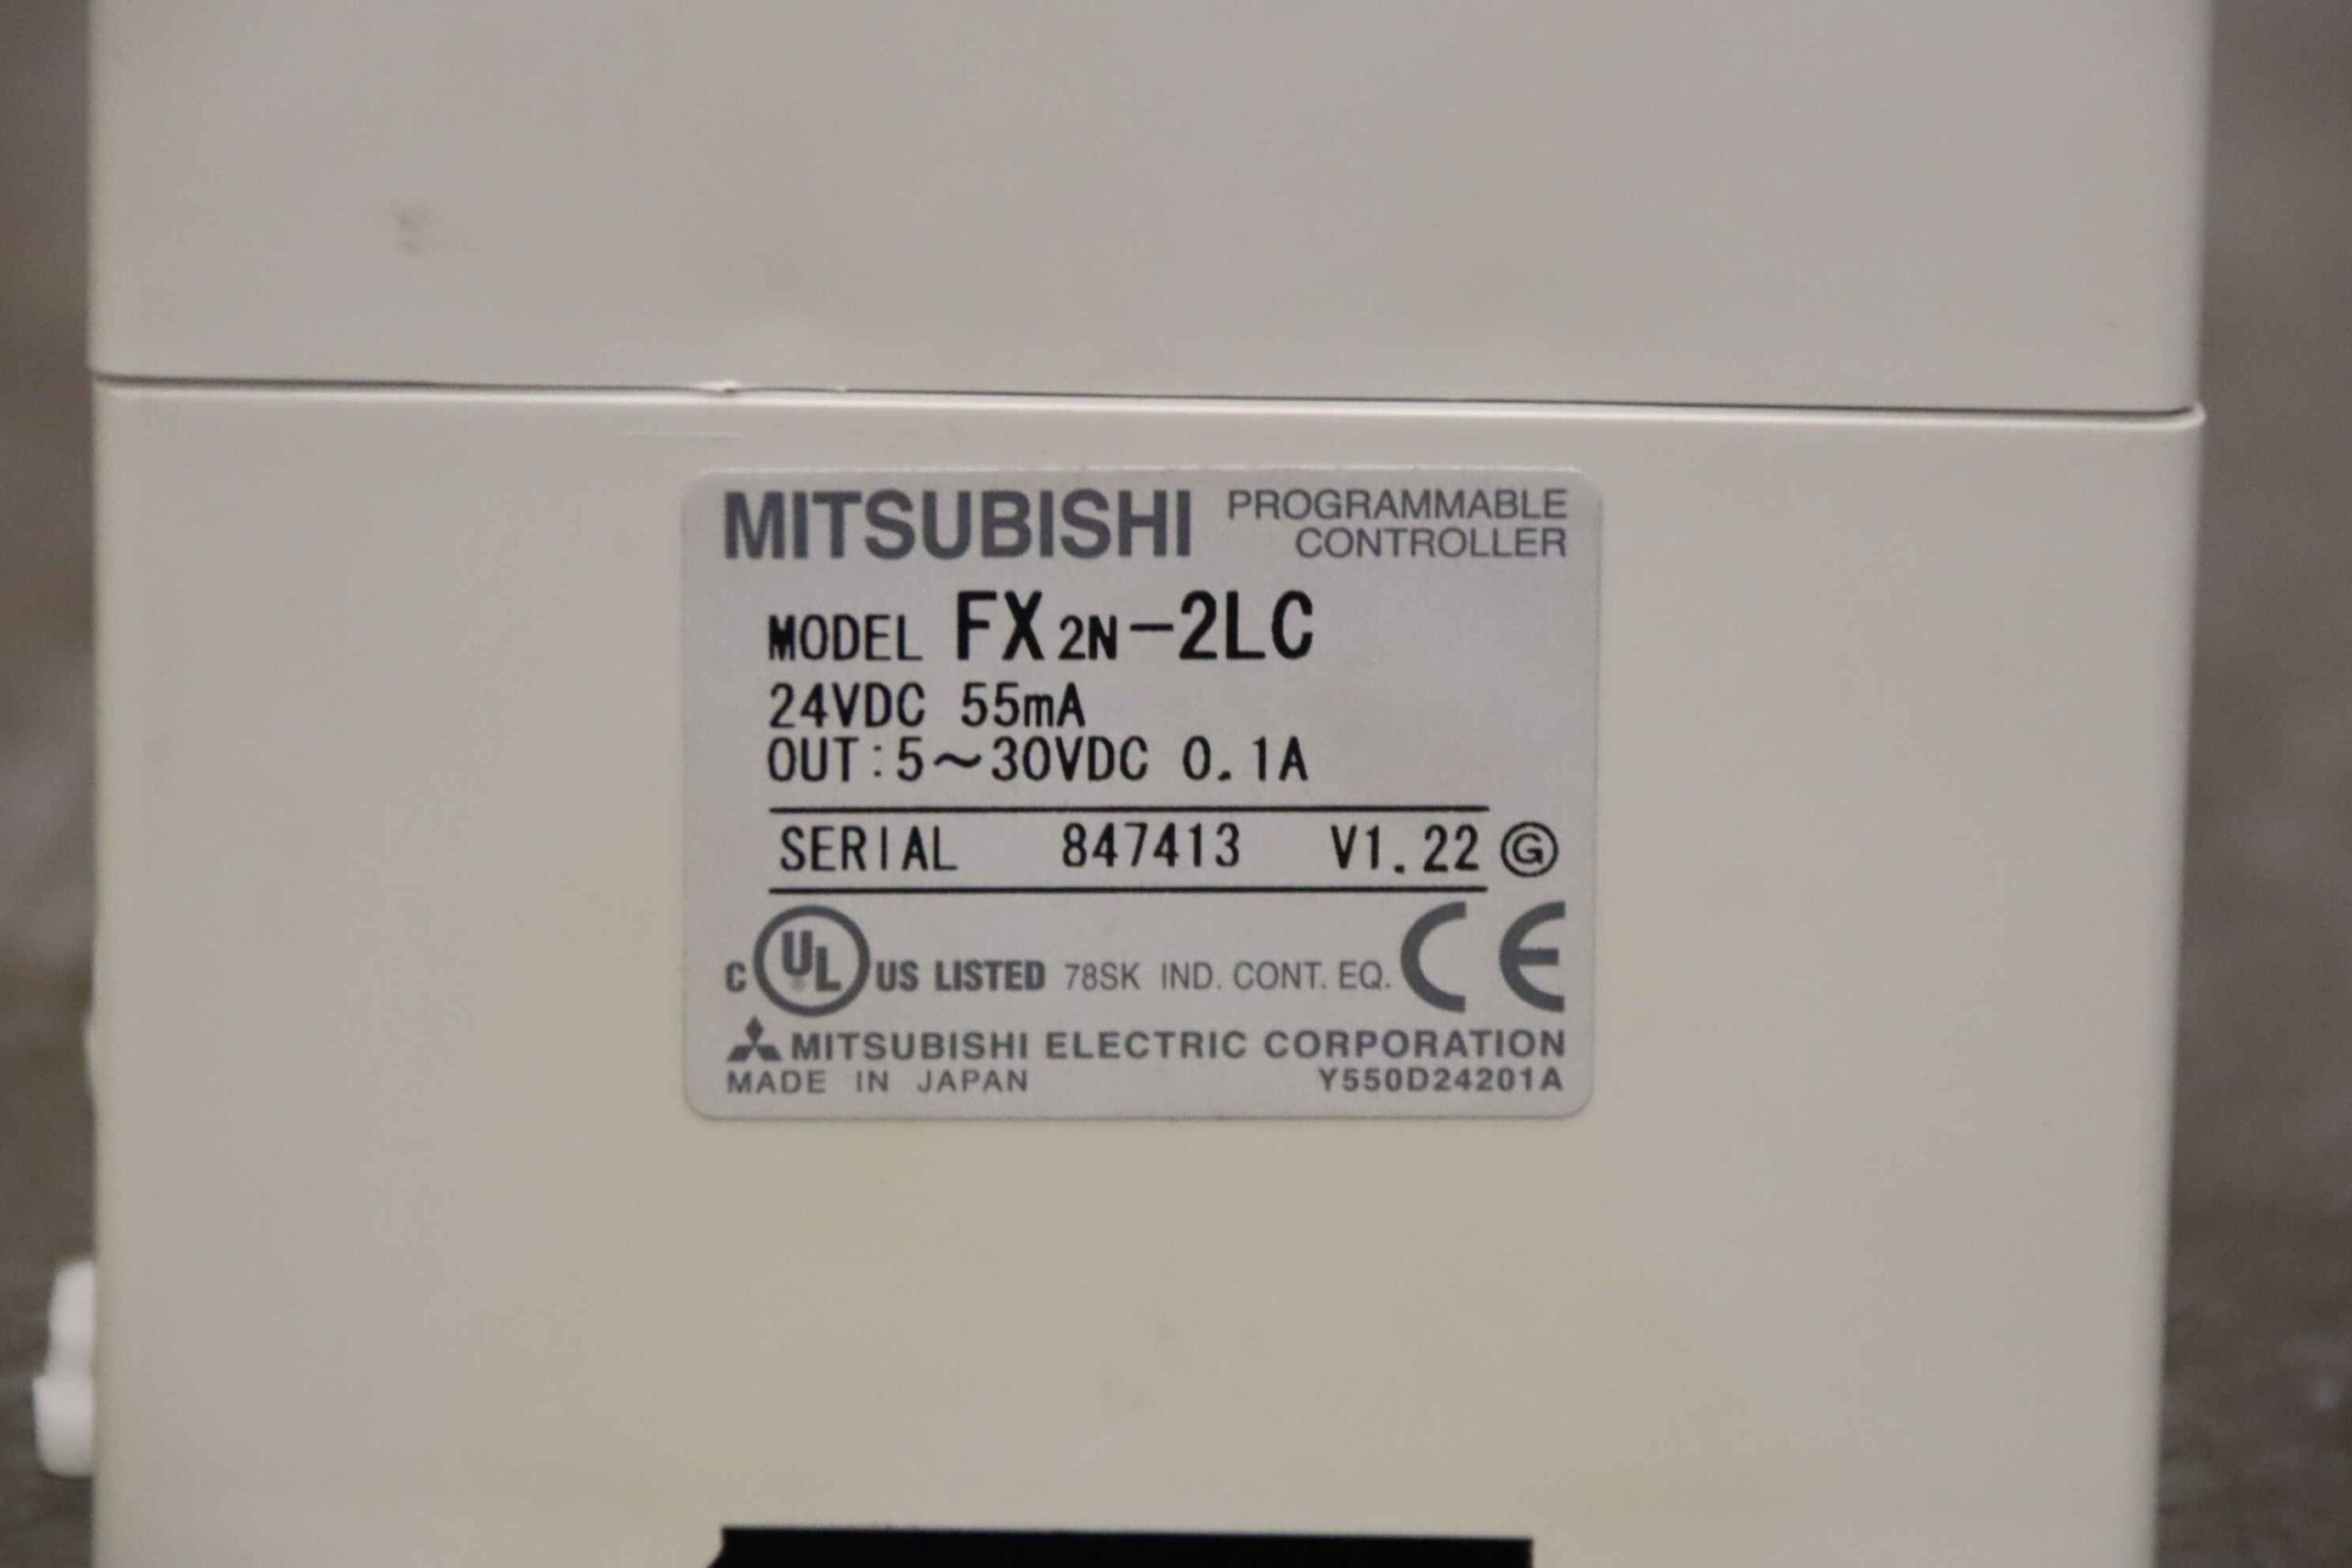 MITSUBISHI PROGRAMMABLE CONTROLLER
MODEL FX2N-2LC
24VDC 55mA
OUT:5～30VDC 0.1A
SERIAL 847413 V1.22 Ⓖ
C UL ® US LISTED 78SK IND. CONT. EQ. CE
MITSUBISHI ELECTRIC CORPORATION
MADE IN JAPAN Y550D24201A